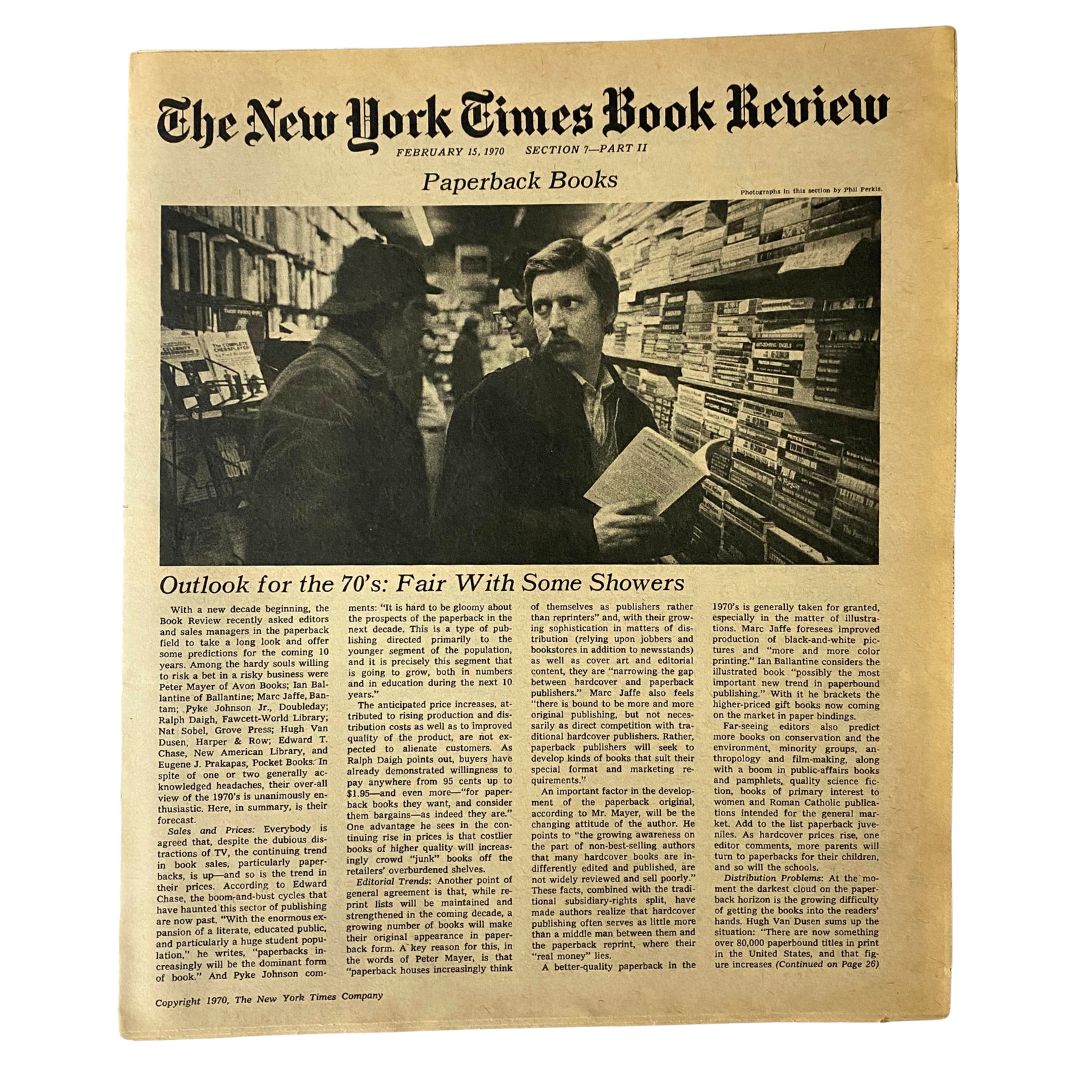 The New York Times Book Review
FEBRUARY 15, 1970 SECTION 7—PART II
Paperback Books
Photographs in this section by Phil Perkis.
The COMPLETE
CHESSPLAYER
Outlook for the 70's: Fair With Some Showers
With a new decade beginning, the
Book Review recently asked editors
and sales managers in the paperback
field to take a long look and offer
some predictions for the coming 10
years. Among the hardy souls willing
to risk a bet in a risky business were
Peter Mayer of Avon Books; Ian Bal-
lantine of Ballantine; Marc Jaffe, Ban-
tam; Pyke Johnson Jr., Doubleday;
Ralph Daigh, Fawcett-World Library;
Nat Sobel, Grove Press; Hugh Van
Dusen, Harper & Row; Edward T.
Chase, New American Library, and
Eugene J. Prakapas, Pocket Books. In
spite of one or two generally ac-
knowledged headaches, their over-all
view of the 1970's is unanimously en-
thusiastic. Here, in summary, is their
forecast.
Sales and Prices: Everybody is
agreed that, despite the dubious dis-
tractions of TV, the continuing trend
in book sales, particularly paper-
backs, is up—and so is the trend in
their prices. According to Edward
Chase, the boom-and-bust cycles that
have haunted this sector of publishing
are now past. "With the enormous ex-
pansion of a literate, educated public,
and particularly a huge student popu-
lation," he writes, "paperbacks in-
creasingly will be the dominant form
of book." And Pyke Johnson com-
ments: "It is hard to be gloomy about
the prospects of the paperback in the
next decade. This is a type of pub-
lishing directed primarily to the
younger segment of the population,
and it is precisely this segment that
is going to grow, both in numbers
and in education during the next 10
years."
The anticipated price increases, at-
tributed to rising production and dis-
tribution costs as well as to improved
quality of the product, are not ex-
pected to alienate customers. As
Ralph Daigh points out, buyers have
already demonstrated willingness to
pay anywhere from 95 cents up to
$1.95—and even more—"for paper-
back books they want, and consider
them bargains—as indeed they are."
One advantage he sees in the con-
tinuing rise in prices is that costlier
books of higher quality will increas-
ingly crowd "junk" books off the
retailers' overburdened shelves.
Editorial Trends: Another point of
general agreement is that, while re-
print lists will be maintained and
strengthened in the coming decade, a
growing number of books will make
their original appearance in paper-
back form. A key reason for this, in
the words of Peter Mayer, is that
"paperback houses increasingly think
of themselves as publishers rather
than reprinters" and, with their grow-
ing sophistication in matters of dis-
tribution (relying upon jobbers and
bookstores in addition to newsstands)
as well as cover art and editorial
content, they are "narrowing the gap
between hardcover and paperback
publishers." Marc Jaffe also feels
"there is bound to be more and more
original publishing, but not neces-
sarily as direct competition with tra-
ditional hardcover publishers. Rather,
paperback publishers will seek to
develop kinds of books that suit their
special format and marketing re-
quirements."
An important factor in the develop-
ment of the paperback original,
according to Mr. Mayer, will be the
changing attitude of the author. He
points to "the growing awareness on
the part of non-best-selling authors
that many hardcover books are in-
differently edited and published, are
not widely reviewed and sell poorly."
These facts, combined with the tradi-
tional subsidiary-rights split, have
made authors realize that hardcover
publishing often serves as little more
than a middle man between them and
the paperback reprint, where their
"real money" lies.
A better-quality paperback in the
1970's is generally taken for granted,
especially in the matter of illustra-
tions. Marc Jaffe foresees improved
production of black-and-white pic-
tures and "more and more color
printing." Ian Ballantine considers the
illustrated book "possibly the most
important new trend in paperbound
publishing." With it he brackets the
higher-priced gift books now coming
on the market in paper bindings.
Far-seeing editors also predict
more books on conservation and the
environment, minority groups, an-
thropology and film-making, along
with a boom in public-affairs books
and pamphlets, quality science fic-
tion, books of primary interest to
women and Roman Catholic publica-
tions intended for the general mar-
ket. Add to the list paperback juve-
niles. As hardcover prices rise, one
editor comments, more parents will
turn to paperbacks for their children,
and so will the schools.
Distribution Problems: At the mo-
ment the darkest cloud on the paper-
back horizon is the growing difficulty
of getting the books into the readers'
hands. Hugh Van Dusen sums up the
situation: "There are now something
over 80,000 paperbound titles in print
in the United States, and that fig-
ure increases (Continued on Page 26)
Copyright 1970, The New York Times Company